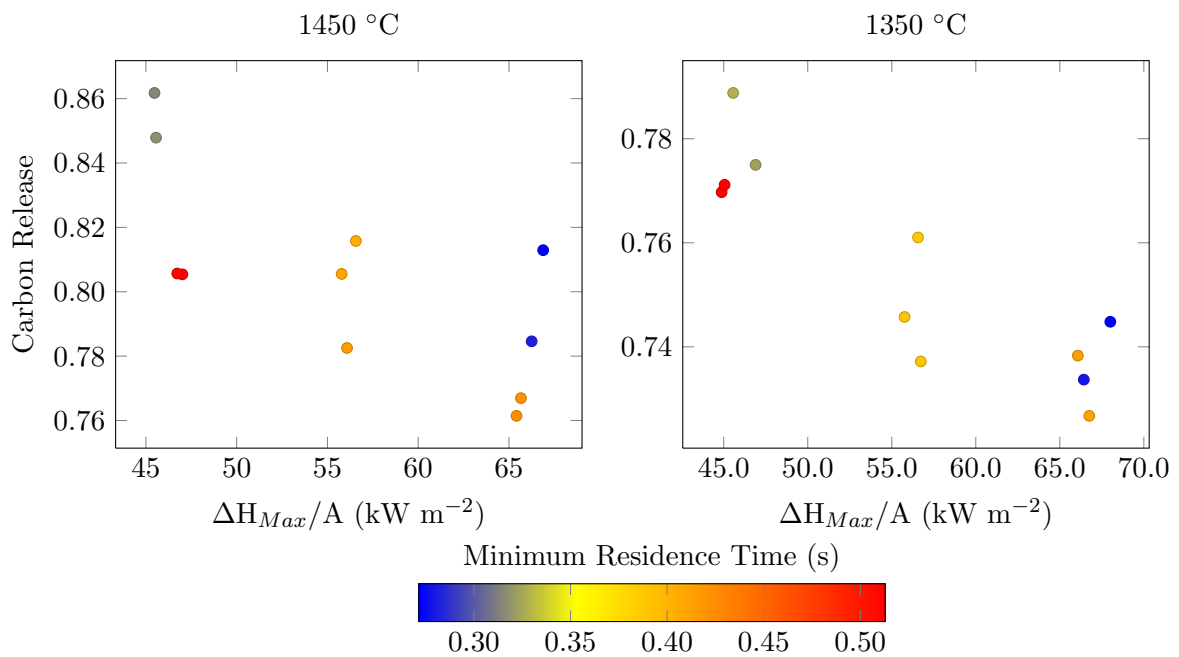 1450 °C
1350 °C
Carbon Release
0.86
0.84
0.82
0.80
0.78
0.76
45 50 55 60 65
ΔH_Max/A (kW m⁻²)
0.78
0.76
0.74
45.0 50.0 55.0 60.0 65.0 70.0
ΔH_Max/A (kW m⁻²)
Minimum Residence Time (s)
0.30 0.35 0.40 0.45 0.50